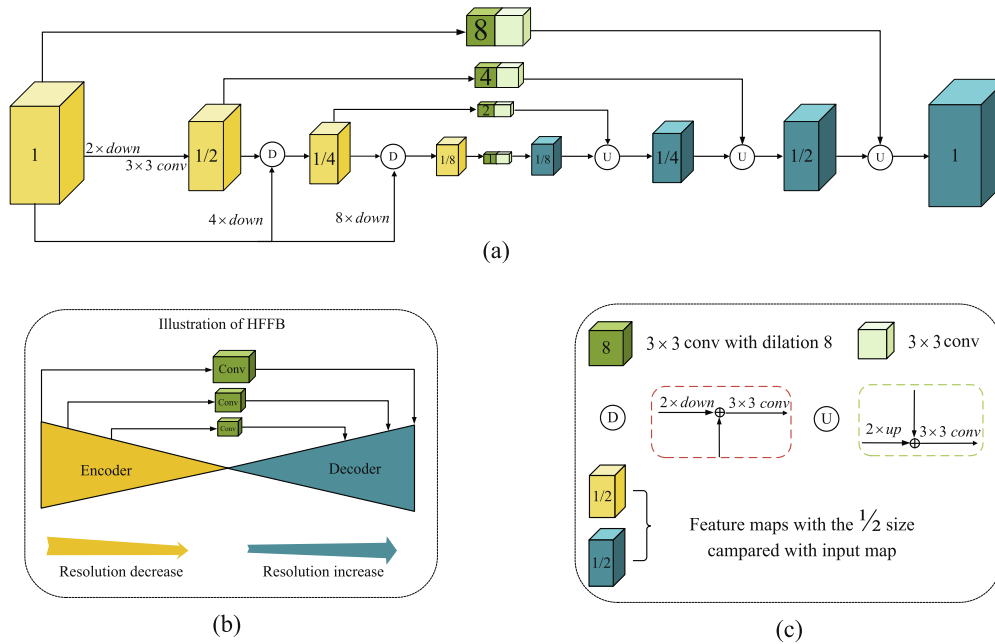 8
4
2
1
2×down
3×3 conv
1/2
D
1/4
D
1/8
1/8
U
1/4
U
1/2
U
1
4×down
8×down
(a)
Illustration of HFFB
Conv
Conv
Conv
Encoder
Decoder
Resolution decrease
Resolution increase
(b)
8
3×3 conv with dilation 8
3×3 conv
D
2×down
3×3 conv
U
2×up
3×3 conv
1/2
1/2
Feature maps with the ½ size
campared with input map
(c)